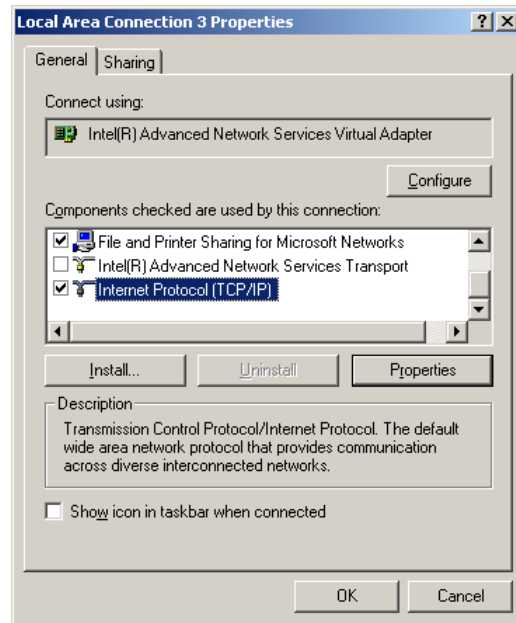 Local Area Connection 3 Properties
General Sharing
Connect using:
Intel(R) Advanced Network Services Virtual Adapter
Configure
Components checked are used by this connection:
File and Printer Sharing for Microsoft Networks
Intel(R) Advanced Network Services Transport
Internet Protocol (TCP/IP)
Install... Uninstall Properties
Description
Transmission Control Protocol/Internet Protocol. The default
wide area network protocol that provides communication
across diverse interconnected networks.
Show icon in taskbar when connected
OK Cancel